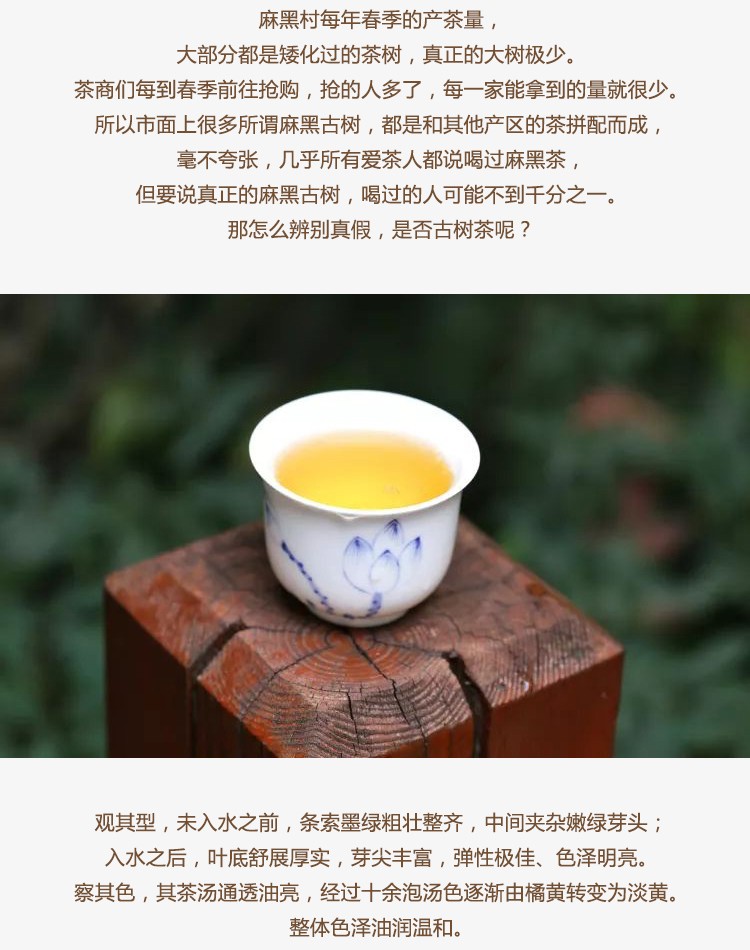 麻黑村每年春季的产茶量，
大部分都是矮化过的茶树，真正的大树极少。
茶商们每到春季前往抢购，抢的人多了，每一家能拿到的量就很少。
所以市面上很多所谓麻黑古树，都是和其他产区的茶拼配而成，
毫不夸张，几乎所有爱茶人都说喝过麻黑茶，
但要说真正的麻黑古树，喝过的人可能不到千分之一。
那怎么辨别真假，是否古树茶呢？
观其型，未入水之前，条索墨绿粗壮整齐，中间夹杂嫩绿芽头；
入水之后，叶底舒展厚实，芽尖丰富，弹性极佳、色泽明亮。
察其色，其茶汤通透油亮，经过十余泡汤色逐渐由橘黄转变为淡黄。
整体色泽油润温和。